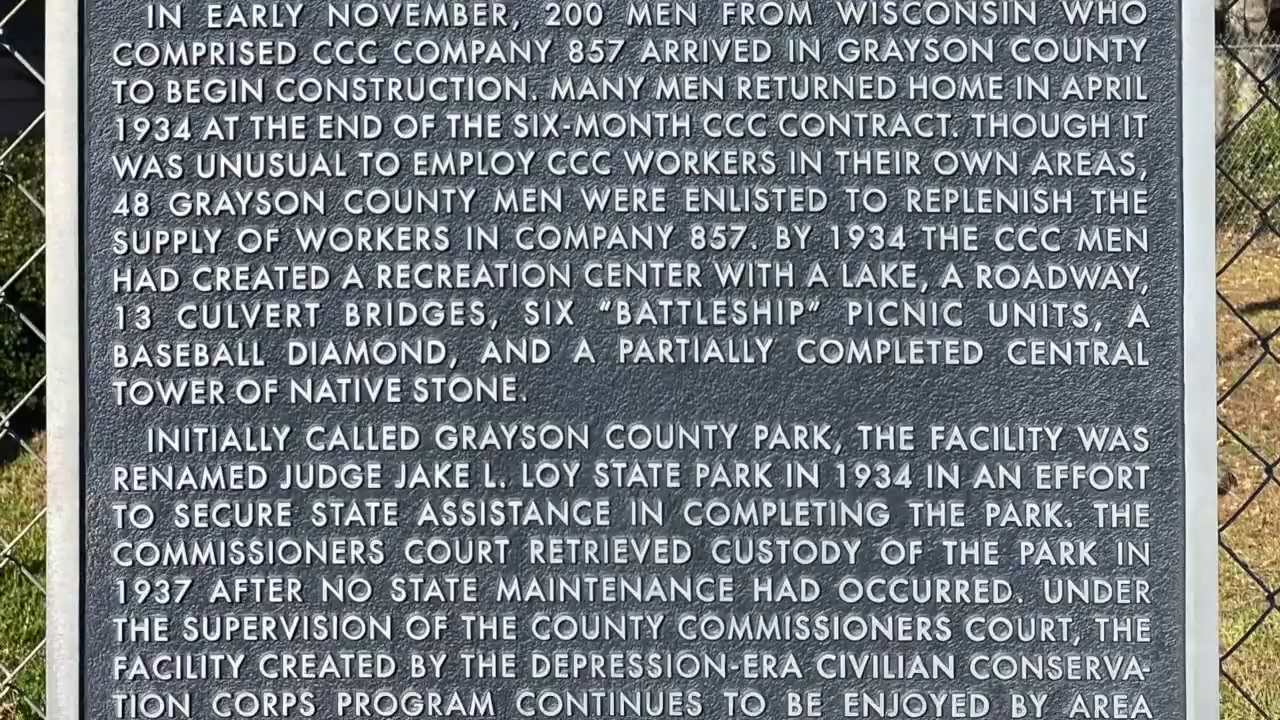 IN EARLY NOVEMBER, 200 MEN FROM WISCONSIN WHO
COMPRISED CCC COMPANY 857 ARRIVED IN GRAYSON COUNTY
TO BEGIN CONSTRUCTION. MANY MEN RETURNED HOME IN APRIL
1934 AT THE END OF THE SIX-MONTH CCC CONTRACT. THOUGH IT
WAS UNUSUAL TO EMPLOY CCC WORKERS IN THEIR OWN AREAS,
48 GRAYSON COUNTY MEN WERE ENLISTED TO REPLENISH THE
SUPPLY OF WORKERS IN COMPANY 857. BY 1934 THE CCC MEN
HAD CREATED A RECREATION CENTER WITH A LAKE, A ROADWAY,
13 CULVERT BRIDGES, SIX "BATTLESHIP" PICNIC UNITS, A
BASEBALL DIAMOND, AND A PARTIALLY COMPLETED CENTRAL
TOWER OF NATIVE STONE.
INITIALLY CALLED GRAYSON COUNTY PARK, THE FACILITY WAS
RENAMED JUDGE JAKE L. LOY STATE PARK IN 1934 IN AN EFFORT
TO SECURE STATE ASSISTANCE IN COMPLETING THE PARK. THE
COMMISSIONERS COURT RETRIEVED CUSTODY OF THE PARK IN
1937 AFTER NO STATE MAINTENANCE HAD OCCURRED. UNDER
THE SUPERVISION OF THE COUNTY COMMISSIONERS COURT, THE
FACILITY CREATED BY THE DEPRESSION-ERA CIVILIAN CONSERVA-
TION CORPS PROGRAM CONTINUES TO BE ENJOYED BY AREA